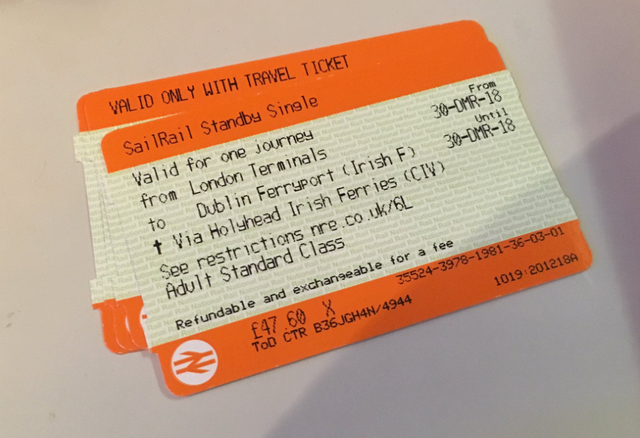 VALID ONLY WITH TRAVEL TICKET
SailRail Standby Single
Valid for one journey
from London Terminals
to Dublin Ferryport (Irish F)
† Via Holyhead Irish Ferries (CIV)
See restrictions nre.co.uk/6L
Adult Standard Class
From
30-DMR-18
Until
30-DMR-18
Refundable and exchangeable for a fee
35524-3978-1981-36-03-01
£47.60 X
1019:201218A
ToD CTR B36JGH4N/4944